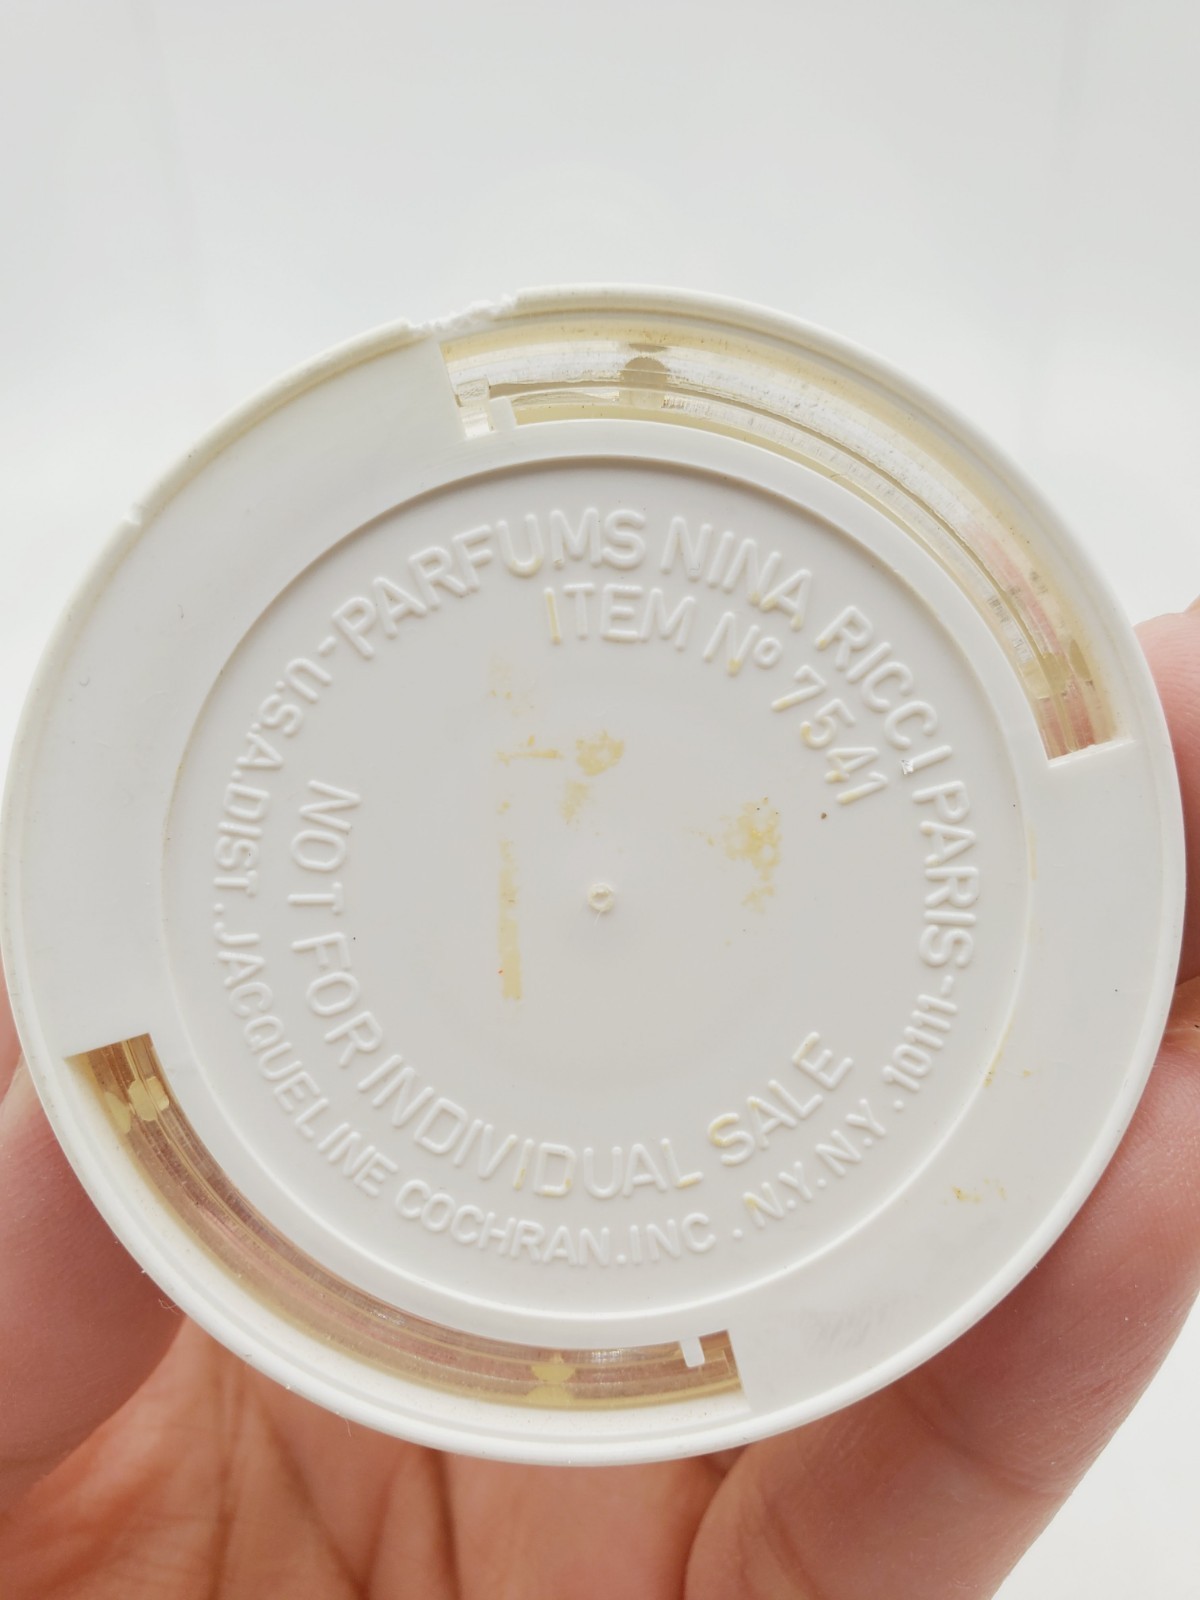 PARFUMS NINA RICCI PARIS-
ITEM Nº 7541
NOT FOR INDIVIDUAL SALE
U.S.A.DIST.JACQUELINE COCHRAN.INC.N.Y.N.Y.10111-